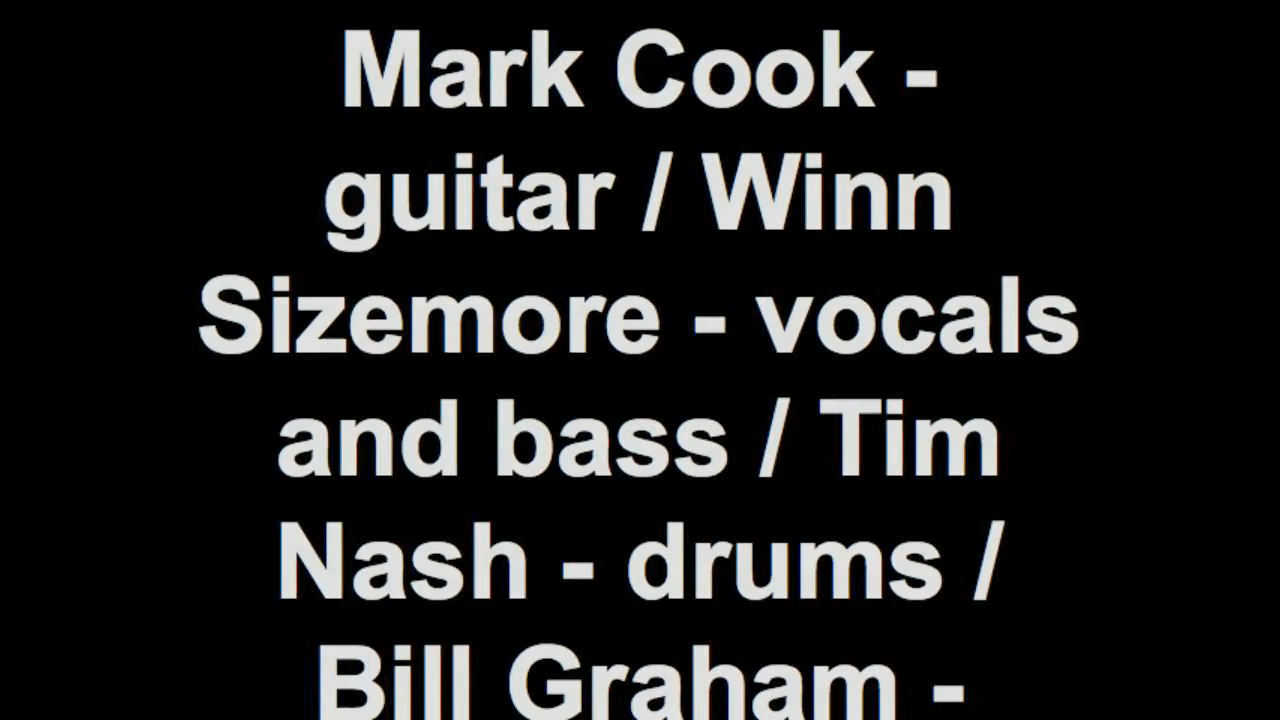 Mark Cook -
guitar / Winn
Sizemore - vocals
and bass / Tim
Nash - drums /
Bill Graham -